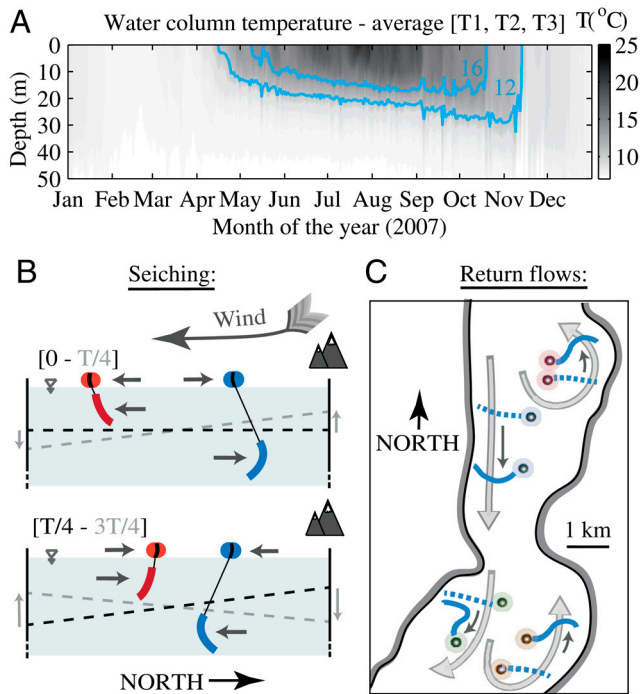 A
Water column temperature - average [T1, T2, T3]
T(°C)
Depth (m)
0
10
20
30
40
50
16
12
25
20
15
10
Jan Feb Mar Apr May Jun Jul Aug Sep Oct Nov Dec
Month of the year (2007)
B
Seiching:
Wind
[0 - T/4]
[T/4 - 3T/4]
NORTH
C
Return flows:
NORTH
1 km